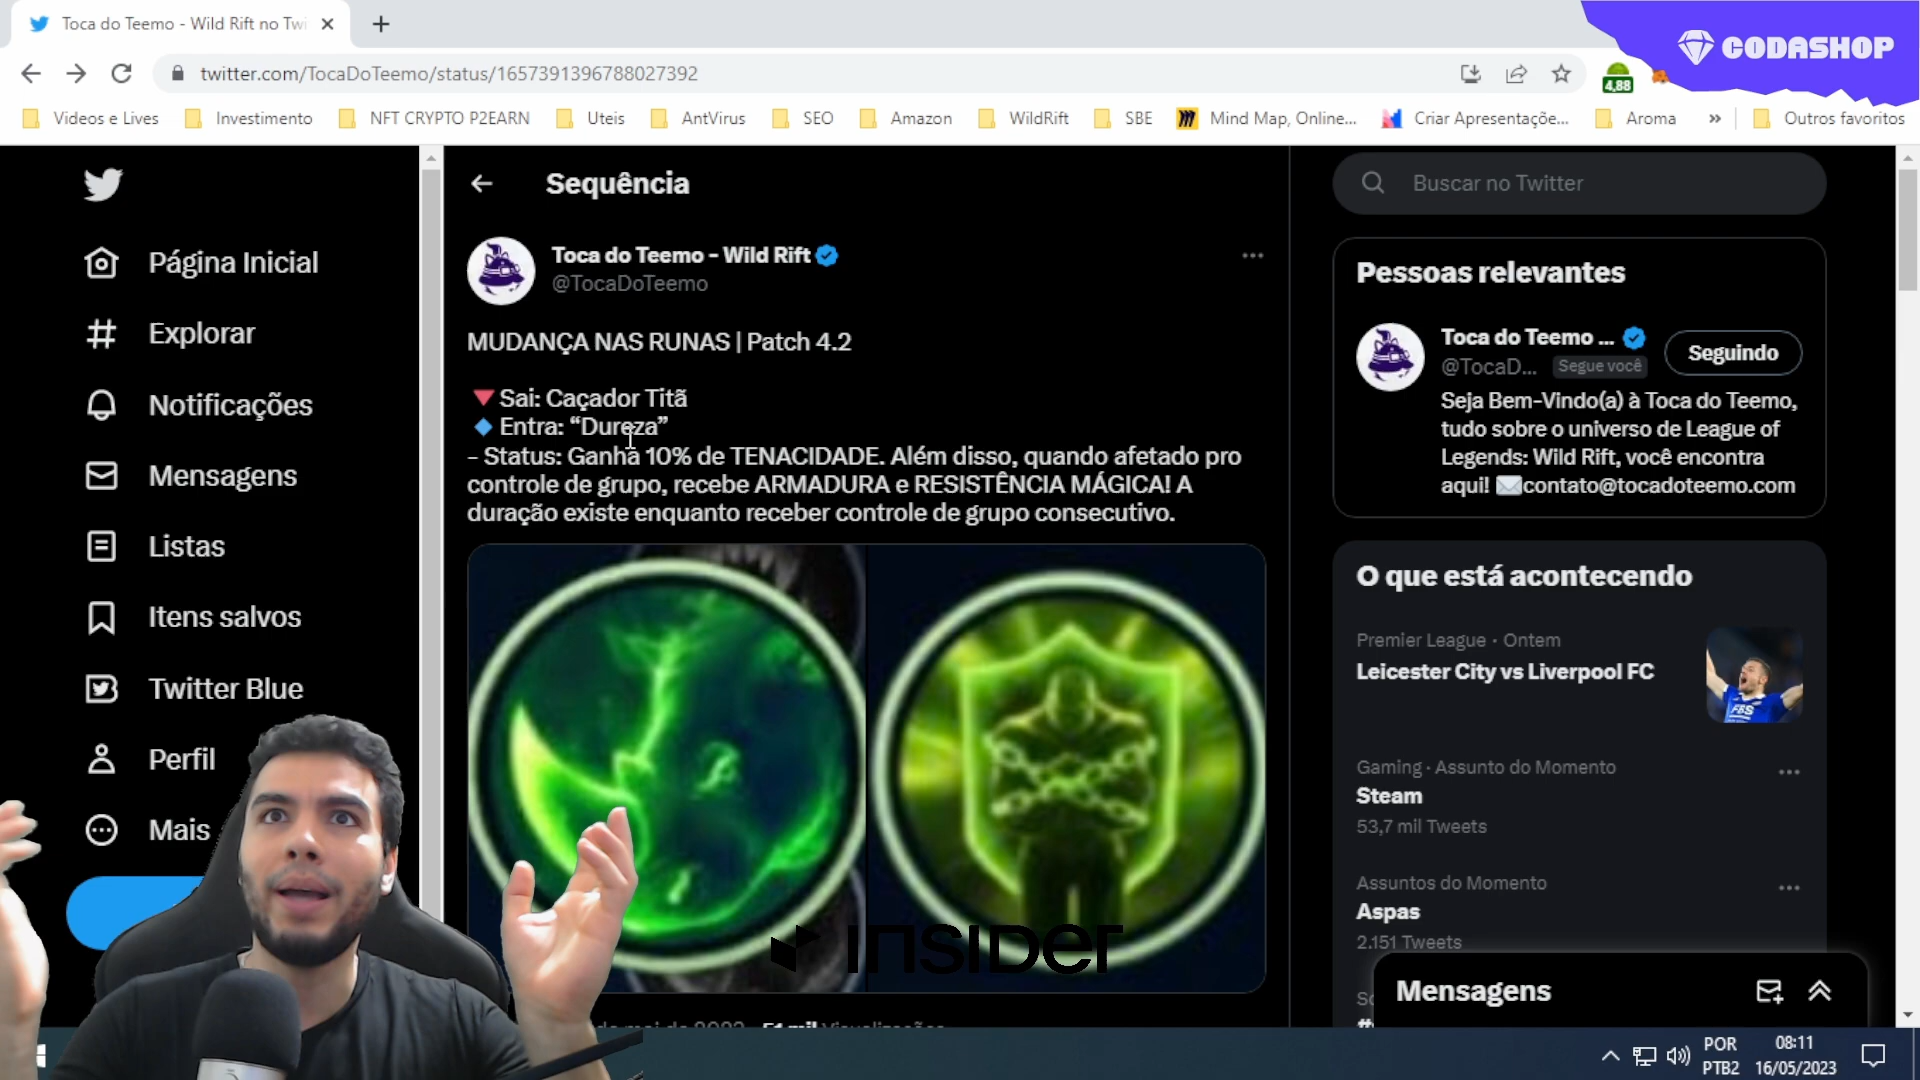 Toca do Teemo - Wild Rift no Twi
CODASHOP
twitter.com/TocaDoTeemo/status/1657391396788027392
4,88
Videos e Lives
Investimento
NFT CRYPTO P2EARN
Uteis
AntVirus
SEO
Amazon
WildRift
SBE
Mind Map, Online...
Criar Apresentaçõe...
Aroma
»
Outros favoritos
Página Inicial
Explorar
Notificações
Mensagens
Listas
Itens salvos
Twitter Blue
Perfil
Mais
Sequência
Toca do Teemo - Wild Rift
@TocaDoTeemo
MUDANÇA NAS RUNAS | Patch 4.2
Sai: Caçador Titã
Entra: “Dureza”
- Status: Ganha 10% de TENACIDADE. Além disso, quando afetado pro
controle de grupo, recebe ARMADURA e RESISTÊNCIA MÁGICA! A
duração existe enquanto receber controle de grupo consecutivo.
INSIDER
Buscar no Twitter
Pessoas relevantes
Toca do Teemo ...
@TocaD...
Segue você
Seguindo
Seja Bem-Vindo(a) à Toca do Teemo,
tudo sobre o universo de League of
Legends: Wild Rift, você encontra
aqui! ✉contato@tocadoteemo.com
O que está acontecendo
Premier League · Ontem
Leicester City vs Liverpool FC
Gaming · Assunto do Momento
Steam
53,7 mil Tweets
Assuntos do Momento
Aspas
2.151 Tweets
Mensagens
POR
PTB2
08:11
16/05/2023